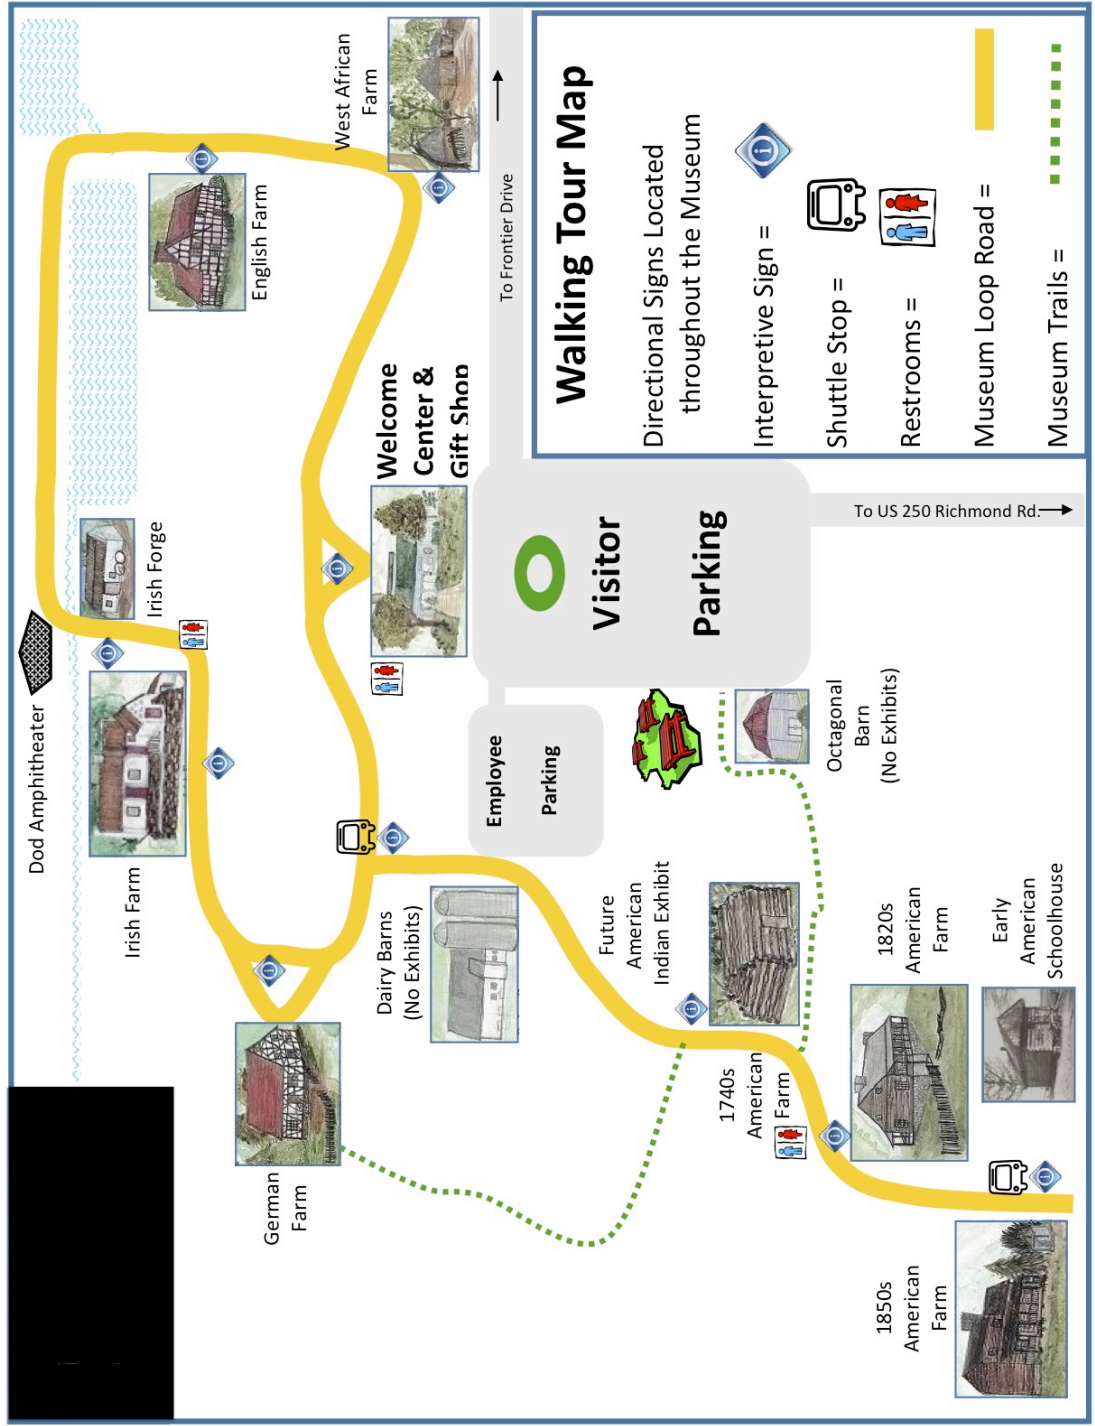 Walking Tour Map
Directional Signs Located
throughout the Museum
Interpretive Sign =
Shuttle Stop =
Restrooms =
Museum Loop Road =
Museum Trails =
West African
Farm
To Frontier Drive
English Farm
Welcome
Center &
Gift Shop
Irish Forge
Dod Amphitheater
Irish Farm
Visitor
Parking
To US 250 Richmond Rd.
Employee
Parking
Octagonal
Barn
(No Exhibits)
Dairy Barns
(No Exhibits)
Future
American
Indian Exhibit
German
Farm
1740s
American
Farm
1820s
American
Farm
Early
American
Schoolhouse
1850s
American
Farm